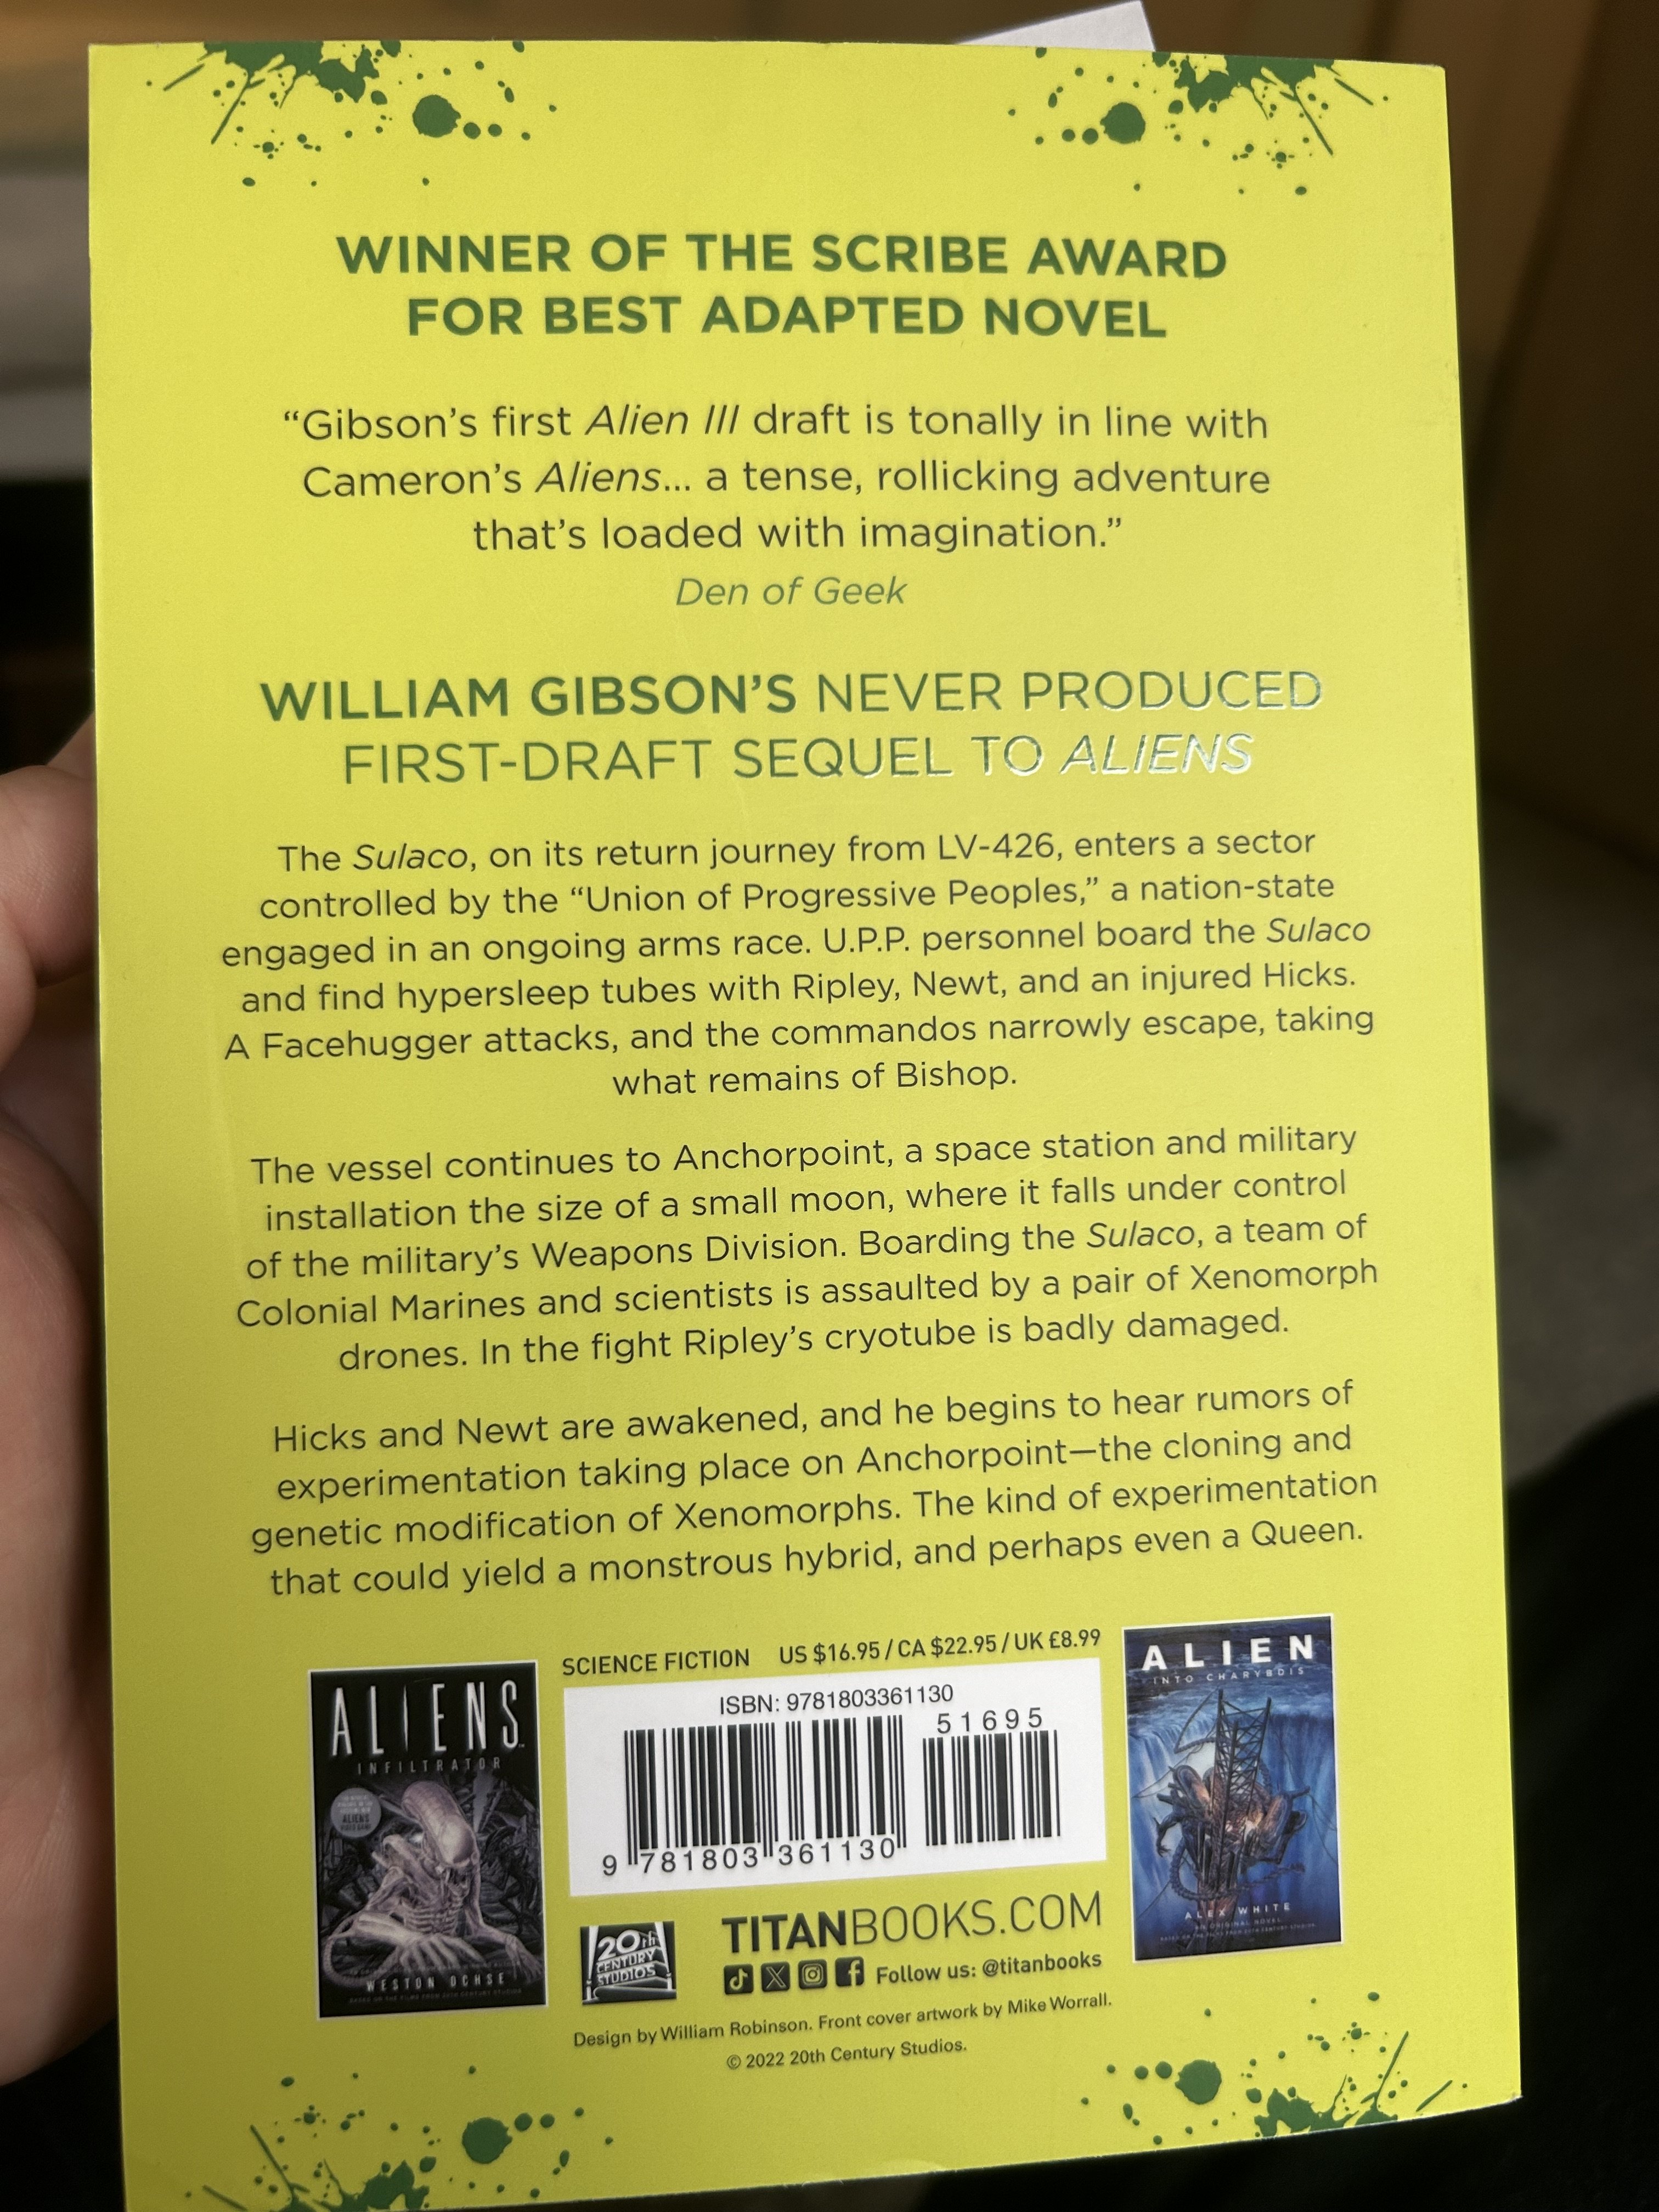 WINNER OF THE SCRIBE AWARD
FOR BEST ADAPTED NOVEL
“Gibson’s first Alien III draft is tonally in line with
Cameron’s Aliens... a tense, rollicking adventure
that’s loaded with imagination.”
Den of Geek
WILLIAM GIBSON’S NEVER PRODUCED
FIRST-DRAFT SEQUEL TO ALIENS
The Sulaco, on its return journey from LV-426, enters a sector
controlled by the “Union of Progressive Peoples,” a nation-state
engaged in an ongoing arms race. U.P.P. personnel board the Sulaco
and find hypersleep tubes with Ripley, Newt, and an injured Hicks.
A Facehugger attacks, and the commandos narrowly escape, taking
what remains of Bishop.
The vessel continues to Anchorpoint, a space station and military
installation the size of a small moon, where it falls under control
of the military’s Weapons Division. Boarding the Sulaco, a team of
Colonial Marines and scientists is assaulted by a pair of Xenomorph
drones. In the fight Ripley’s cryotube is badly damaged.
Hicks and Newt are awakened, and he begins to hear rumors of
experimentation taking place on Anchorpoint—the cloning and
genetic modification of Xenomorphs. The kind of experimentation
that could yield a monstrous hybrid, and perhaps even a Queen.
ALIENS
INFILTRATOR
ALIENS
WESTON OCHSE
SCIENCE FICTION US $16.95 / CA $22.95 / UK £8.99
ISBN: 9781803361130
51695
9 781803 361130
20th
CENTURY
STUDIOS
TITANBOOKS.COM
Follow us: @titanbooks
Design by William Robinson. Front cover artwork by Mike Worrall.
© 2022 20th Century Studios.
ALIEN
INTO CHARYBDIS
ALEX WHITE
AN ORIGINAL NOVEL